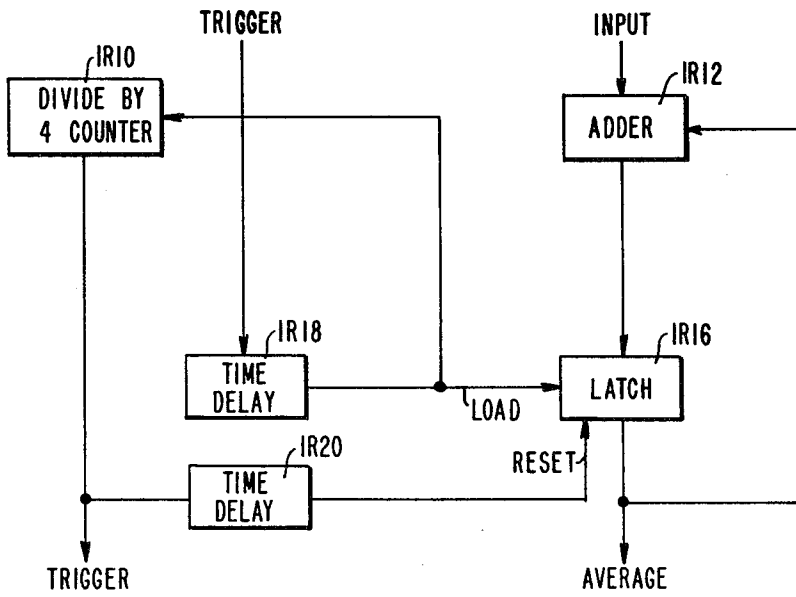 TRIGGER
INPUT
IR10
DIVIDE BY
4 COUNTER
IR12
ADDER
IR18
TIME
DELAY
LOAD
IR16
LATCH
RESET
IR20
TIME
DELAY
TRIGGER
AVERAGE